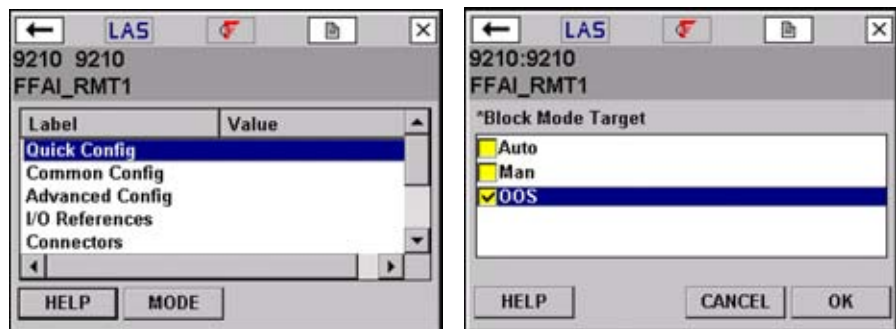 LAS
9210 9210
FFAI_RMT1
Label Value
Quick Config
Common Config
Advanced Config
I/O References
Connectors
HELP MODE
LAS
9210:9210
FFAI_RMT1
*Block Mode Target
Auto
Man
OOS
HELP CANCEL OK